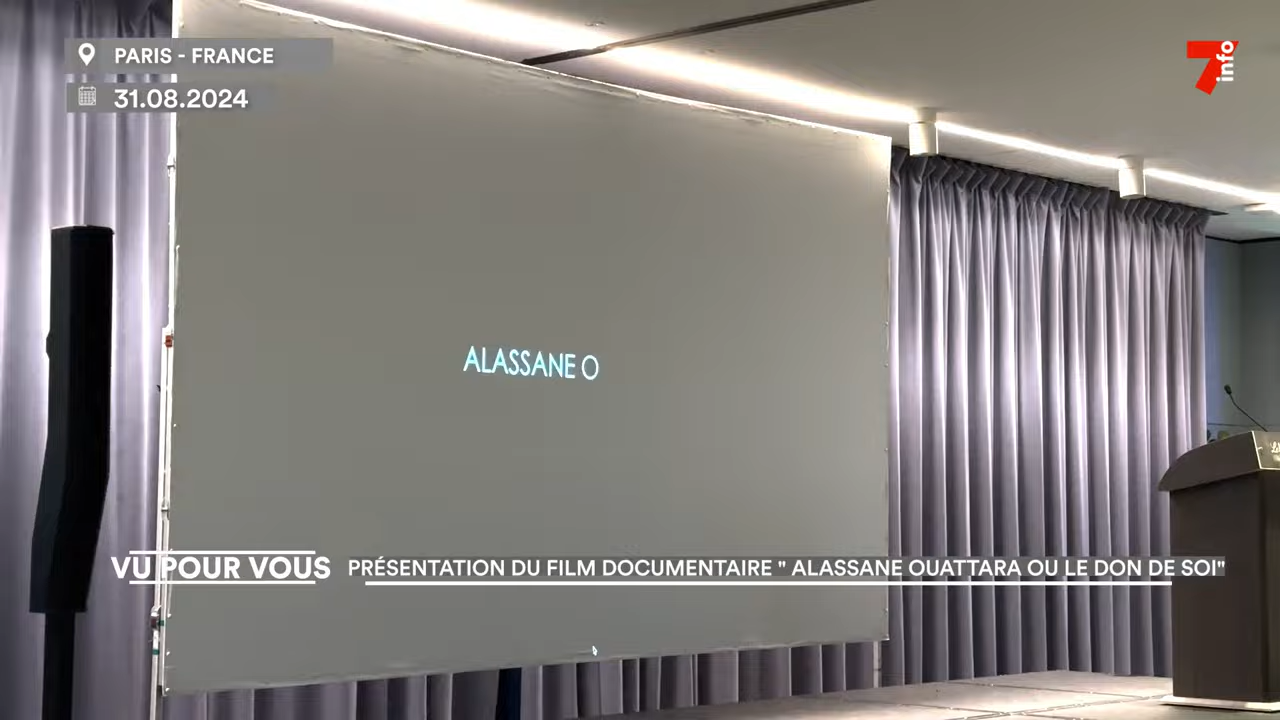 PARIS - FRANCE
31.08.2024
7info
ALASSANE O
VU POUR VOUS
PRÉSENTATION DU FILM DOCUMENTAIRE " ALASSANE OUATTARA OU LE DON DE SOI"